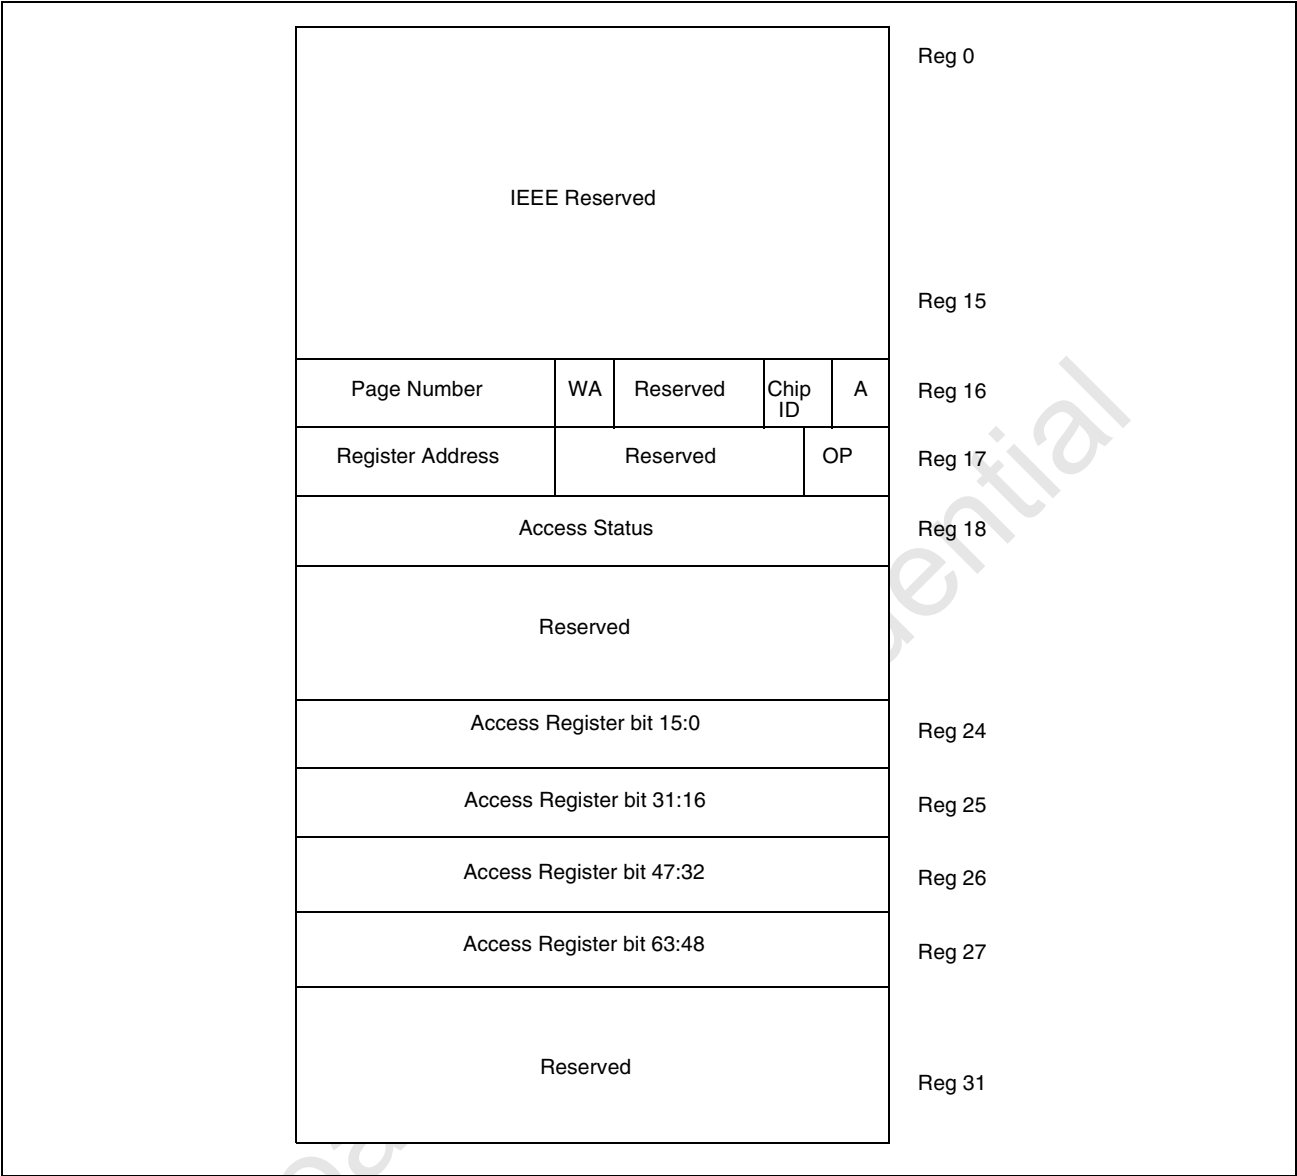 Reg 0
IEEE Reserved
Reg 15
Page Number WA Reserved Chip ID A Reg 16
Register Address Reserved OP Reg 17
Access Status Reg 18
Reserved
Access Register bit 15:0 Reg 24
Access Register bit 31:16 Reg 25
Access Register bit 47:32 Reg 26
Access Register bit 63:48 Reg 27
Reserved
Reg 31